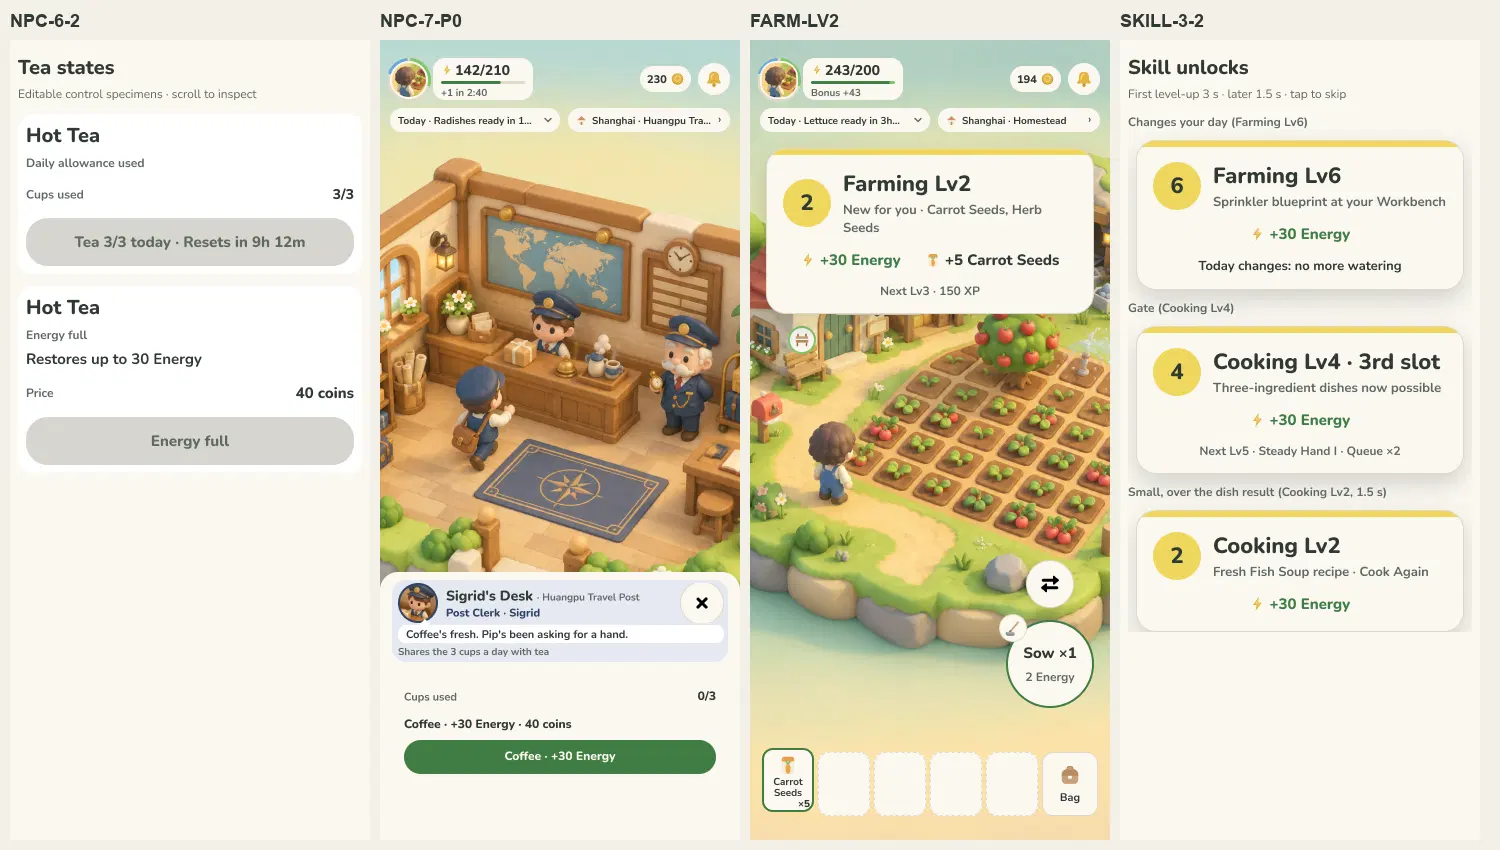 NPC-6-2
Tea states
Editable control specimens · scroll to inspect
Hot Tea
Daily allowance used
Cups used 3/3
Tea 3/3 today · Resets in 9h 12m
Hot Tea
Energy full
Restores up to 30 Energy
Price 40 coins
Energy full
NPC-7-P0
142/210
+1 in 2:40
230
Today · Radishes ready in 1...
Shanghai · Huangpu Tra... ›
Sigrid's Desk · Huangpu Travel Post
Post Clerk · Sigrid
Coffee's fresh. Pip's been asking for a hand.
Shares the 3 cups a day with tea
Cups used 0/3
Coffee · +30 Energy · 40 coins
Coffee · +30 Energy
FARM-LV2
243/200
Bonus +43
194
Today · Lettuce ready in 3h...
Shanghai · Homestead ›
2
Farming Lv2
New for you · Carrot Seeds, Herb
Seeds
+30 Energy +5 Carrot Seeds
Next Lv3 · 150 XP
Sow ×1
2 Energy
Carrot
Seeds
×5
Bag
SKILL-3-2
Skill unlocks
First level-up 3 s · later 1.5 s · tap to skip
Changes your day (Farming Lv6)
6
Farming Lv6
Sprinkler blueprint at your Workbench
+30 Energy
Today changes: no more watering
Gate (Cooking Lv4)
4
Cooking Lv4 · 3rd slot
Three-ingredient dishes now possible
+30 Energy
Next Lv5 · Steady Hand I · Queue ×2
Small, over the dish result (Cooking Lv2, 1.5 s)
2
Cooking Lv2
Fresh Fish Soup recipe · Cook Again
+30 Energy